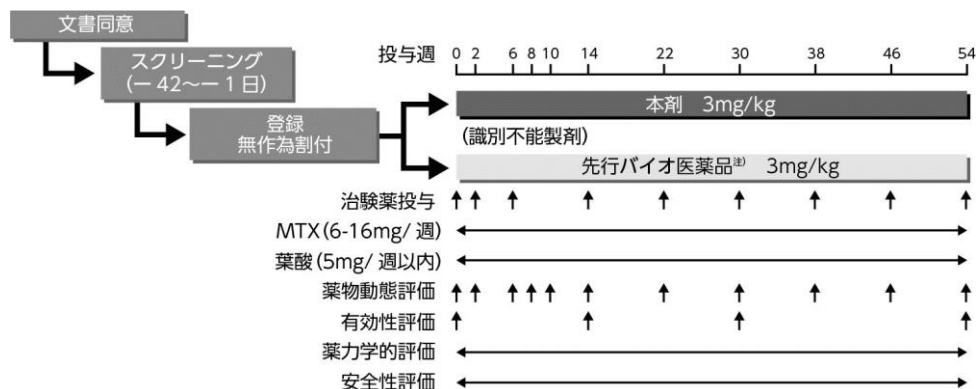 文書同意
スクリーニング
(ー 42～ー 1 日)
登録
無作為割付
投与週 0 2 6 8 10 14 22 30 38 46 54
本剤 3mg/kg
(識別不能製剤)
先行バイオ医薬品注) 3mg/kg
治験薬投与
MTX(6-16mg/ 週)
葉酸(5mg/ 週以内)
薬物動態評価
有効性評価
薬力学的評価
安全性評価